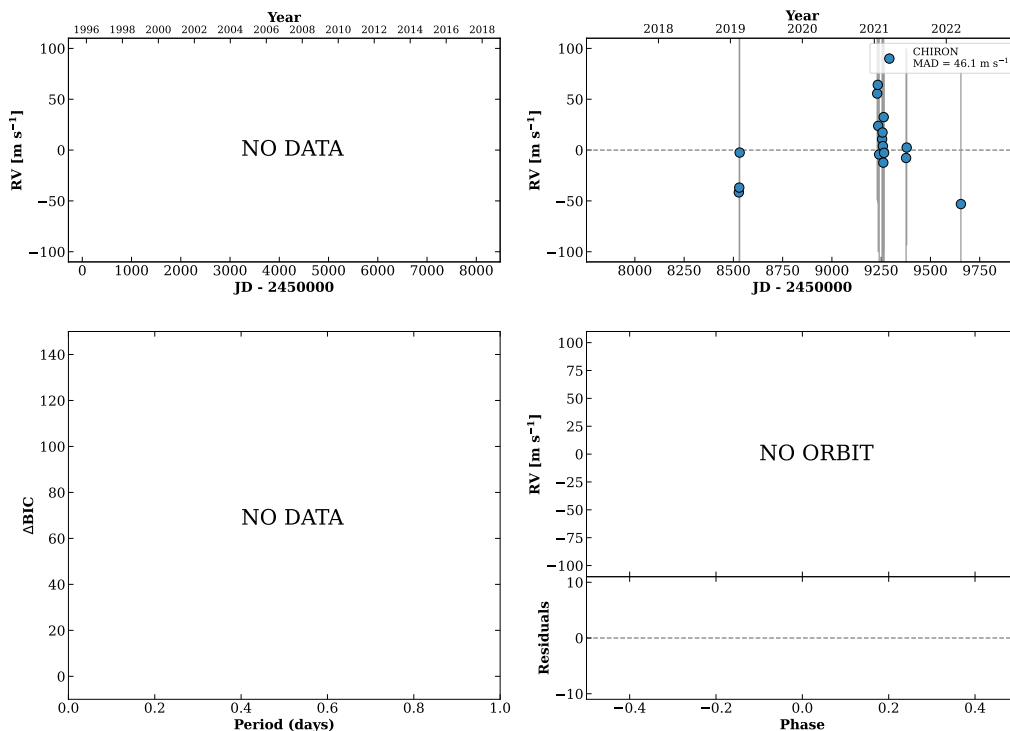 Year
1996 1998 2000 2002 2004 2006 2008 2010 2012 2014 2016 2018
100
50
0
−50
−100
RV [m s⁻¹]
NO DATA
0 1000 2000 3000 4000 5000 6000 7000 8000
JD - 2450000
Year
2018 2019 2020 2021 2022
CHIRON
MAD = 46.1 m s⁻¹
100
50
0
−50
−100
RV [m s⁻¹]
8000 8250 8500 8750 9000 9250 9500 9750
JD - 2450000
140
120
100
80
60
40
20
0
ΔBIC
NO DATA
0.0 0.2 0.4 0.6 0.8 1.0
Period (days)
100
75
50
25
0
−25
−50
−75
−100
RV [m s⁻¹]
NO ORBIT
10
0
−10
Residuals
−0.4 −0.2 0.0 0.2 0.4
Phase